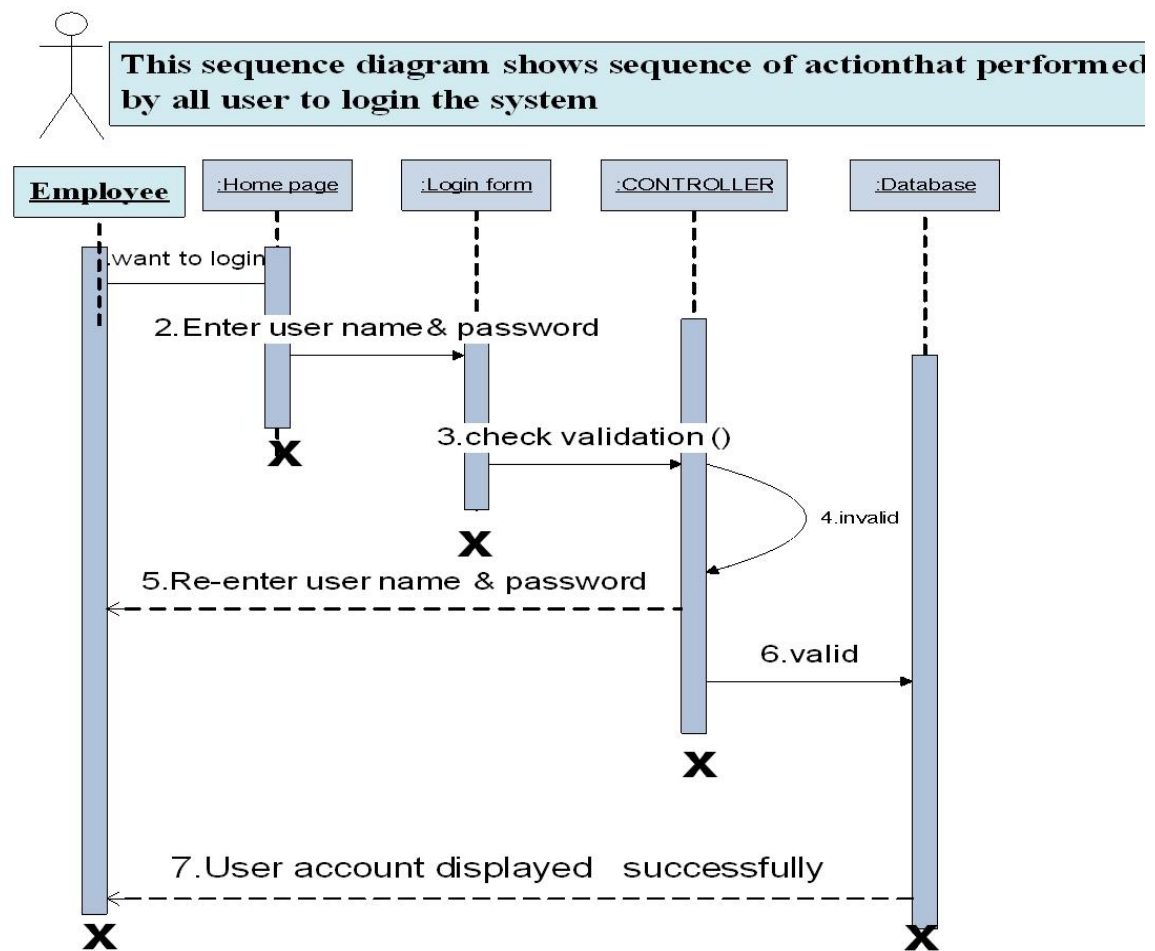 This sequence diagram shows sequence of actionthat performed
by all user to login the system
Employee
:Home page
:Login form
:CONTROLLER
:Database
.want to login
2.Enter user name & password
3.check validation ()
4.invalid
5.Re-enter user name & password
6.valid
7.User account displayed successfully